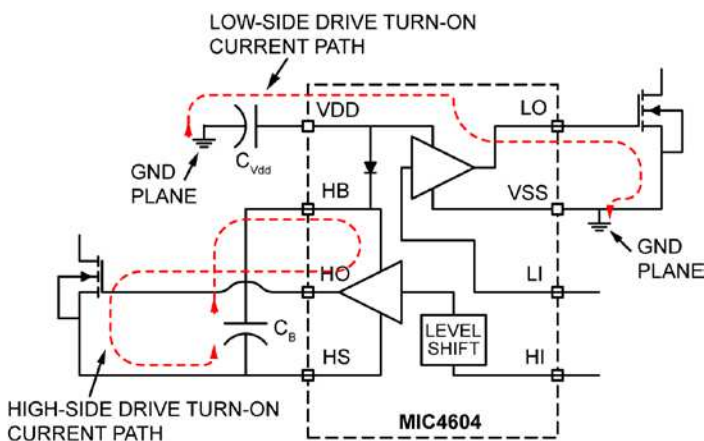 LOW-SIDE DRIVE TURN-ON
CURRENT PATH
VDD
LO
GND
PLANE
CVdd
HB
VSS
GND
PLANE
HO
LI
CB
LEVEL
SHIFT
HS
HI
HIGH-SIDE DRIVE TURN-ON
CURRENT PATH
MIC4604